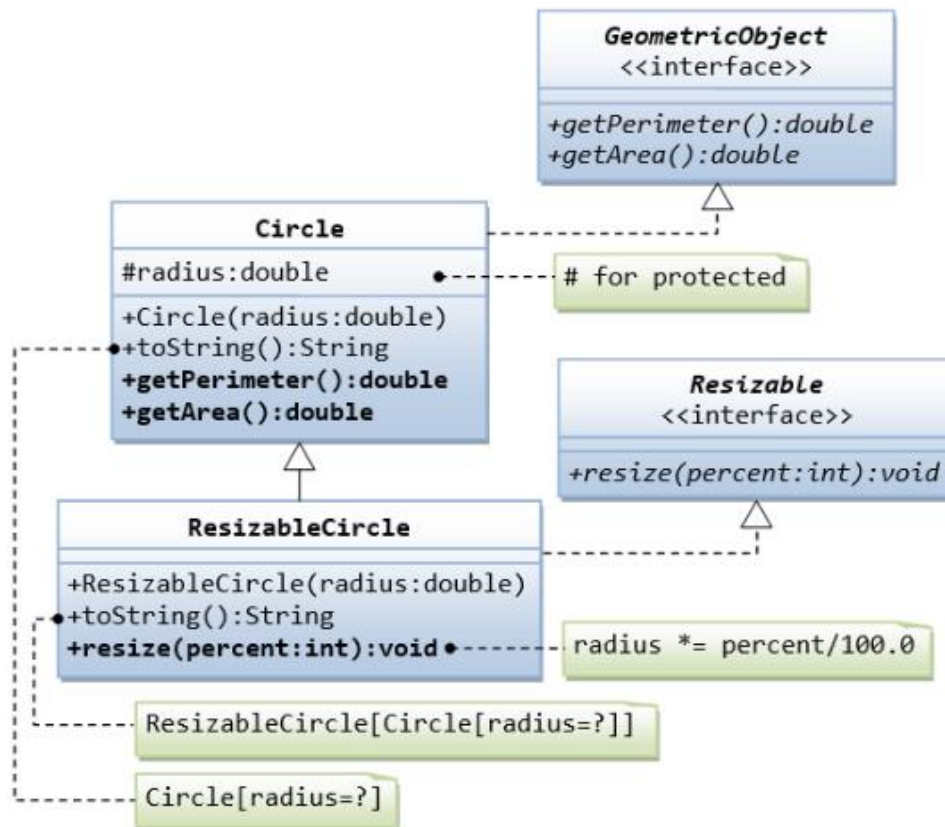 GeometricObject
<<interface>>
+getPerimeter():double
+getArea():double
Circle
#radius:double
# for protected
+Circle(radius:double)
+toString():String
+getPerimeter():double
+getArea():double
Resizable
<<interface>>
+resize(percent:int):void
ResizableCircle
+ResizableCircle(radius:double)
+toString():String
+resize(percent:int):void
radius *= percent/100.0
ResizableCircle[Circle[radius=?]]
Circle[radius=?]